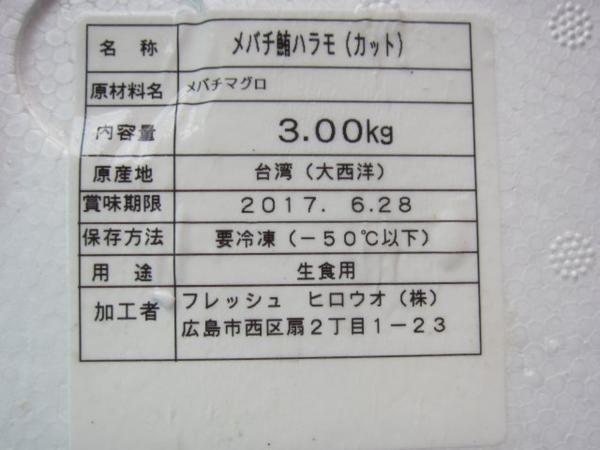 名 称 メバチ鮪ハラモ（カット）
原材料名 メバチマグロ
内容量 3.00kg
原産地 台湾（大西洋）
賞味期限 2017. 6.28
保存方法 要冷凍（－50℃以下）
用 途 生食用
加工者 フレッシュ ヒロウオ（株）
広島市西区扇2丁目1－23